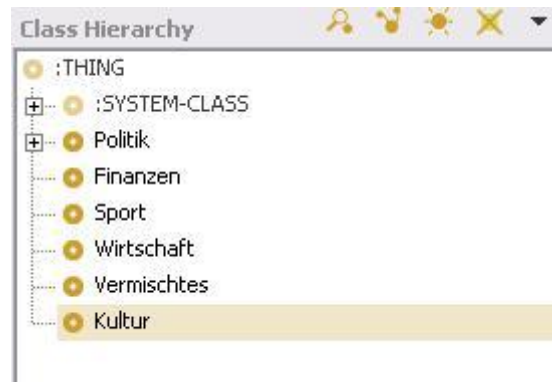 Class Hierarchy
:THING
:SYSTEM-CLASS
Politik
Finanzen
Sport
Wirtschaft
Vermischtes
Kultur